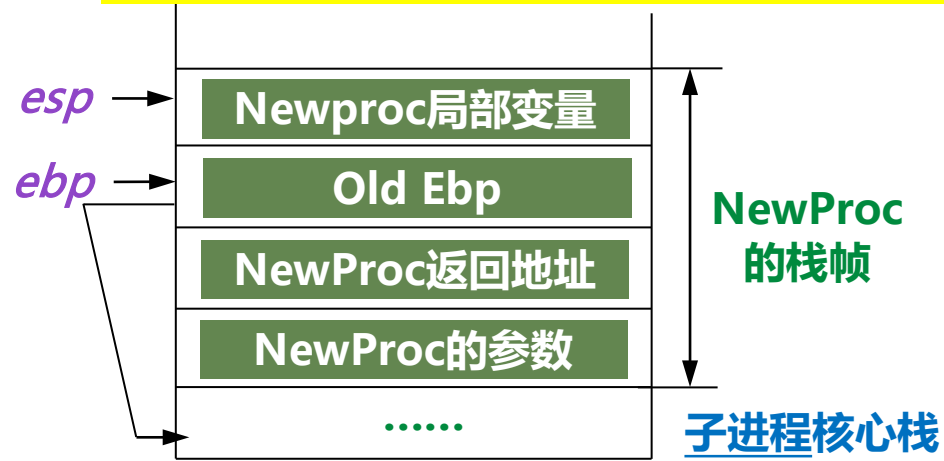 esp
Newproc局部变量
ebp
Old Ebp
NewProc返回地址
NewProc的参数
......
NewProc
的栈帧
子进程核心栈